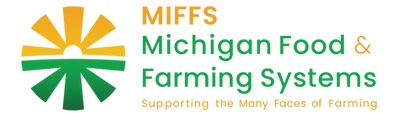 MIFFS
Michigan Food &
Farming Systems
Supporting the Many Faces of Farming